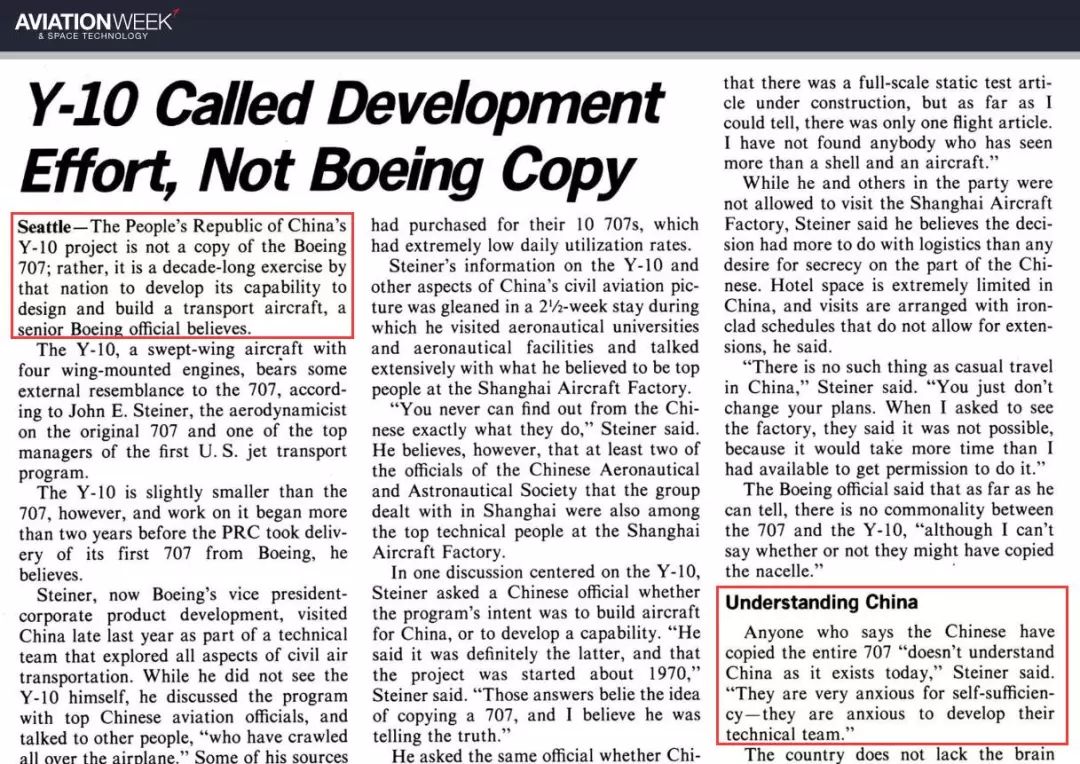 AVIATIONWEEK
& SPACE TECHNOLOGY
Y-10 Called Development
Effort, Not Boeing Copy
Seattle—The People's Republic of China's
Y-10 project is not a copy of the Boeing
707; rather, it is a decade-long exercise by
that nation to develop its capability to
design and build a transport aircraft, a
senior Boeing official believes.
The Y-10, a swept-wing aircraft with
four wing-mounted engines, bears some
external resemblance to the 707, accord-
ing to John E. Steiner, the aerodynamicist
on the original 707 and one of the top
managers of the first U. S. jet transport
program.
The Y-10 is slightly smaller than the
707, however, and work on it began more
than two years before the PRC took deliv-
ery of its first 707 from Boeing, he
believes.
Steiner, now Boeing's vice president-
corporate product development, visited
China late last year as part of a technical
team that explored all aspects of civil air
transportation. While he did not see the
Y-10 himself, he discussed the program
with top Chinese aviation officials, and
talked to other people, "who have crawled
all over the airplane." Some of his sources
had purchased for their 10 707s, which
had extremely low daily utilization rates.
Steiner's information on the Y-10 and
other aspects of China's civil aviation pic-
ture was gleaned in a 2½-week stay during
which he visited aeronautical universities
and aeronautical facilities and talked
extensively with what he believed to be top
people at the Shanghai Aircraft Factory.
"You never can find out from the Chi-
nese exactly what they do," Steiner said.
He believes, however, that at least two of
the officials of the Chinese Aeronautical
and Astronautical Society that the group
dealt with in Shanghai were also among
the top technical people at the Shanghai
Aircraft Factory.
In one discussion centered on the Y-10,
Steiner asked a Chinese official whether
the program's intent was to build aircraft
for China, or to develop a capability. "He
said it was definitely the latter, and that
the project was started about 1970,"
Steiner said. "Those answers belie the idea
of copying a 707, and I believe he was
telling the truth."
He asked the same official whether Chi-
that there was a full-scale static test arti-
cle under construction, but as far as I
could tell, there was only one flight article.
I have not found anybody who has seen
more than a shell and an aircraft."
While he and others in the party were
not allowed to visit the Shanghai Aircraft
Factory, Steiner said he believes the deci-
sion had more to do with logistics than any
desire for secrecy on the part of the Chi-
nese. Hotel space is extremely limited in
China, and visits are arranged with iron-
clad schedules that do not allow for exten-
sions, he said.
"There is no such thing as casual travel
in China," Steiner said. "You just don't
change your plans. When I asked to see
the factory, they said it was not possible,
because it would take more time than I
had available to get permission to do it."
The Boeing official said that as far as he
can tell, there is no commonality between
the 707 and the Y-10, "although I can't
say whether or not they might have copied
the nacelle."
Understanding China
Anyone who says the Chinese have
copied the entire 707 "doesn't understand
China as it exists today," Steiner said.
"They are very anxious for self-sufficien-
cy—they are anxious to develop their
technical team."
The country does not lack the brain